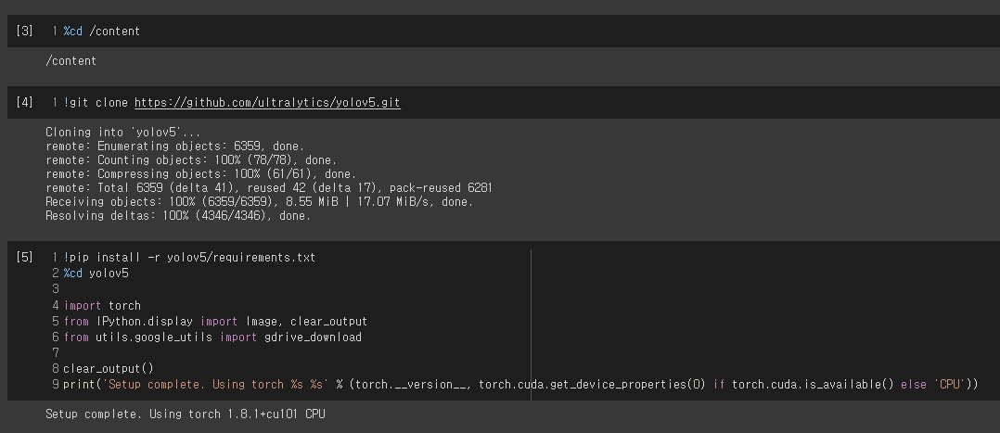 [3] 1 %cd /content
/content
[4] 1 !git clone https://github.com/ultralytics/yolov5.git
Cloning into 'yolov5'...
remote: Enumerating objects: 6359, done.
remote: Counting objects: 100% (78/78), done.
remote: Compressing objects: 100% (61/61), done.
remote: Total 6359 (delta 41), reused 42 (delta 17), pack-reused 6281
Receiving objects: 100% (6359/6359), 8.55 MiB | 17.07 MiB/s, done.
Resolving deltas: 100% (4346/4346), done.
[5] 1 !pip install -r yolov5/requirements.txt
2 %cd yolov5
3
4 import torch
5 from IPython.display import Image, clear_output
6 from utils.google_utils import gdrive_download
7
8 clear_output()
9 print('Setup complete. Using torch %s %s' % (torch.__version__, torch.cuda.get_device_properties(0) if torch.cuda.is_available() else 'CPU'))
Setup complete. Using torch 1.8.1+cu101 CPU